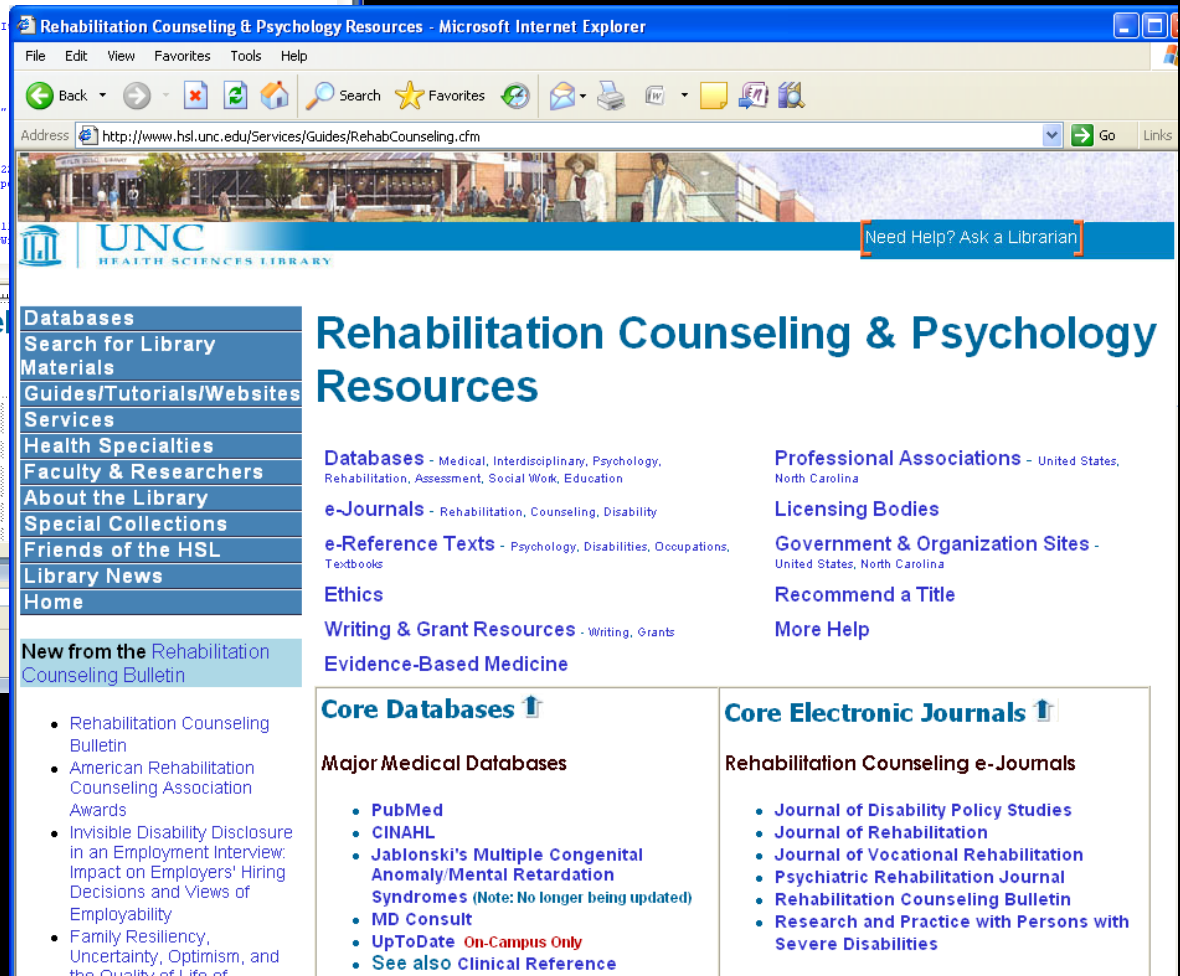 Rehabilitation Counseling & Psychology Resources - Microsoft Internet Explorer
File Edit View Favorites Tools Help
Back Search Favorites
Address http://www.hsl.unc.edu/Services/Guides/RehabCounseling.cfm Go Links
Need Help? Ask a Librarian
UNC
HEALTH SCIENCES LIBRARY
Databases
Search for Library
Materials
Guides/Tutorials/Websites
Services
Health Specialties
Faculty & Researchers
About the Library
Special Collections
Friends of the HSL
Library News
Home
New from the Rehabilitation
Counseling Bulletin
Rehabilitation Counseling
Bulletin
American Rehabilitation
Counseling Association
Awards
Invisible Disability Disclosure
in an Employment Interview:
Impact on Employers' Hiring
Decisions and Views of
Employability
Family Resiliency,
Uncertainty, Optimism, and
the Quality of Life of
Rehabilitation Counseling & Psychology
Resources
Databases - Medical, Interdisciplinary, Psychology,
Rehabilitation, Assessment, Social Work, Education
e-Journals - Rehabilitation, Counseling, Disability
e-Reference Texts - Psychology, Disabilities, Occupations,
Textbooks
Ethics
Writing & Grant Resources - Writing, Grants
Evidence-Based Medicine
Professional Associations - United States,
North Carolina
Licensing Bodies
Government & Organization Sites -
United States, North Carolina
Recommend a Title
More Help
Core Databases
Major Medical Databases
PubMed
CINAHL
Jablonski's Multiple Congenital
Anomaly/Mental Retardation
Syndromes (Note: No longer being updated)
MD Consult
UpToDate On-Campus Only
See also Clinical Reference
Core Electronic Journals
Rehabilitation Counseling e-Journals
Journal of Disability Policy Studies
Journal of Rehabilitation
Journal of Vocational Rehabilitation
Psychiatric Rehabilitation Journal
Rehabilitation Counseling Bulletin
Research and Practice with Persons with
Severe Disabilities